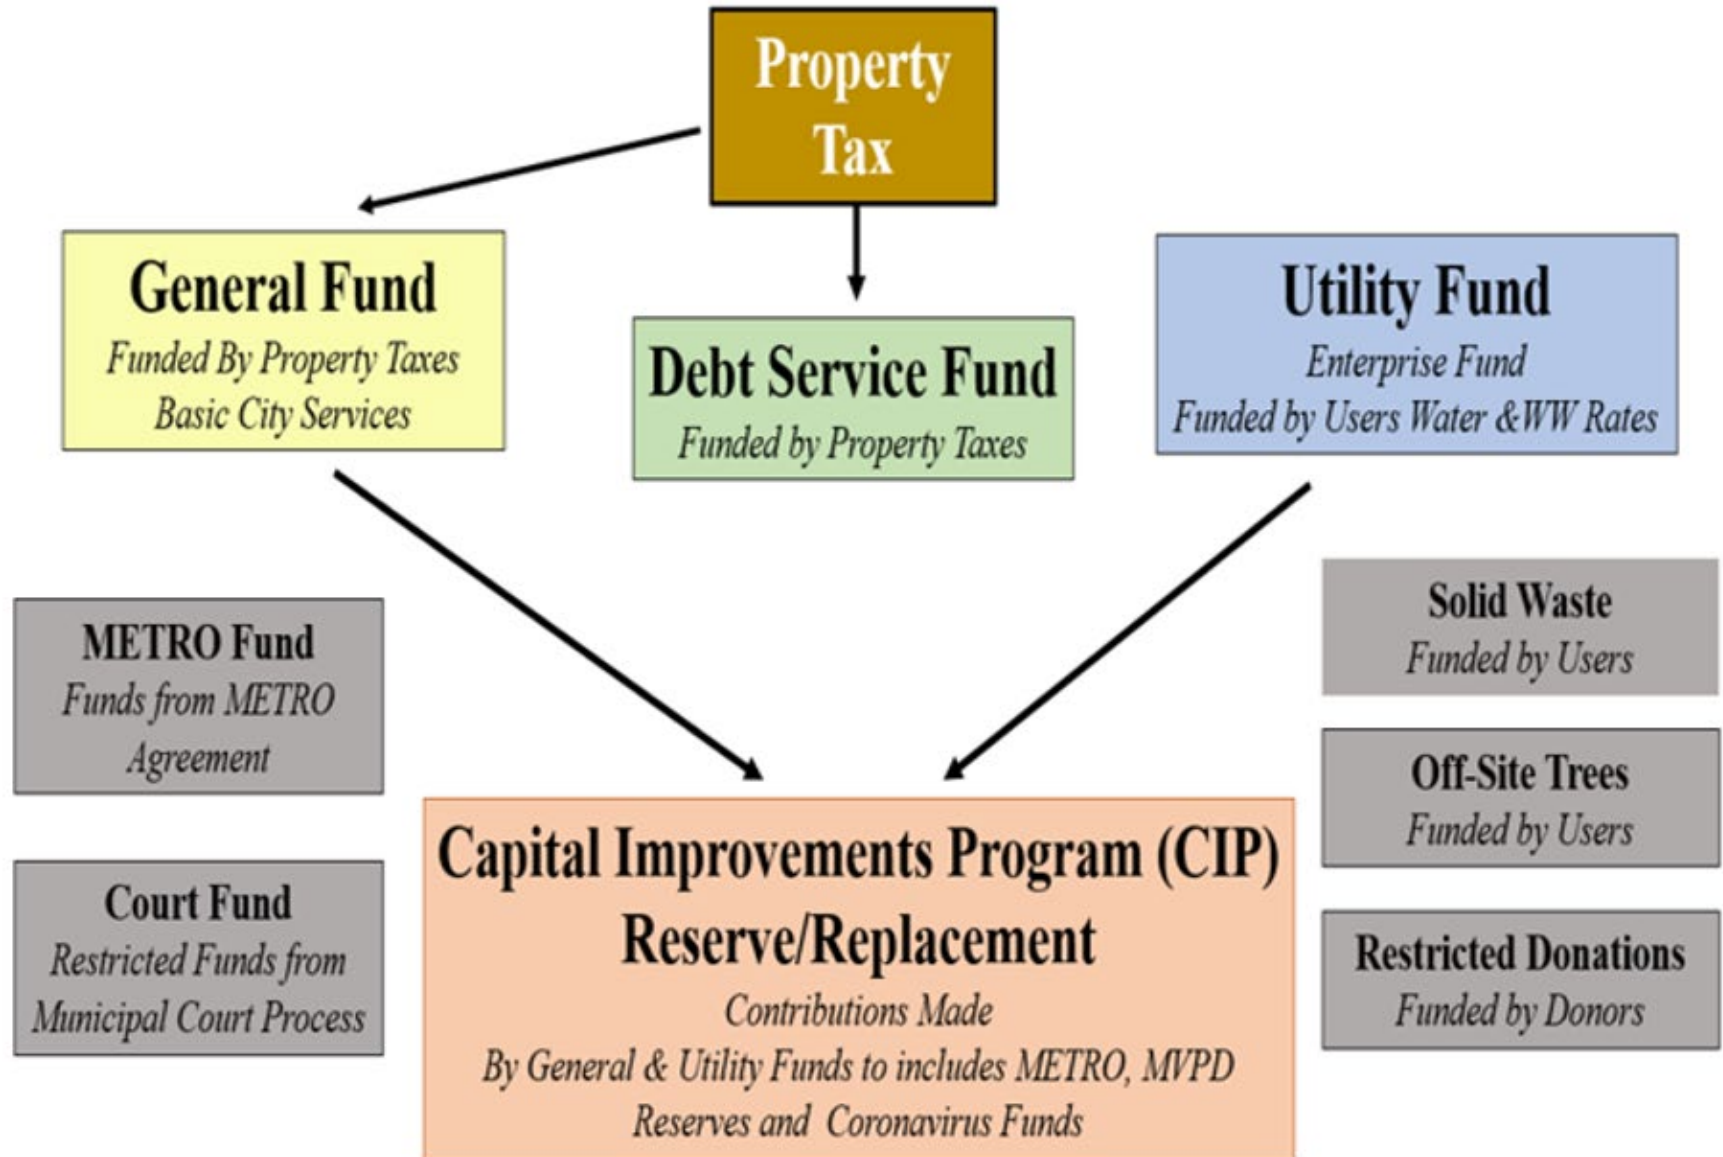 Property
Tax
General Fund
Funded By Property Taxes
Basic City Services
Debt Service Fund
Funded by Property Taxes
Utility Fund
Enterprise Fund
Funded by Users Water &WW Rates
METRO Fund
Funds from METRO
Agreement
Court Fund
Restricted Funds from
Municipal Court Process
Capital Improvements Program (CIP)
Reserve/Replacement
Contributions Made
By General & Utility Funds to includes METRO, MVPD
Reserves and Coronavirus Funds
Solid Waste
Funded by Users
Off-Site Trees
Funded by Users
Restricted Donations
Funded by Donors